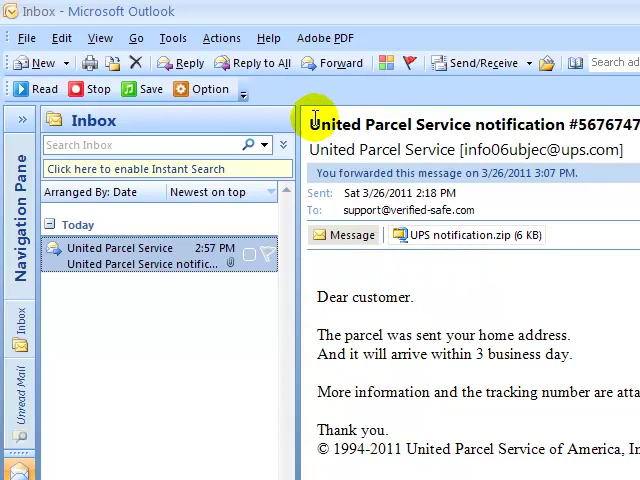 Inbox - Microsoft Outlook
File Edit View Go Tools Actions Help Adobe PDF
New Reply Reply to All Forward Send/Receive Search ad
Read Stop Save Option
Inbox
Search Inbox
Click here to enable Instant Search
Arranged By: Date Newest on top
Today
United Parcel Service 2:57 PM
United Parcel Service notific...
Navigation Pane
Inbox
Unread Mail
United Parcel Service notification #5676747
United Parcel Service [info06ubjec@ups.com]
You forwarded this message on 3/26/2011 3:07 PM.
Sent: Sat 3/26/2011 2:18 PM
To: support@verified-safe.com
Message UPS notification.zip (6 KB)
Dear customer.
The parcel was sent your home address.
And it will arrive within 3 business day.
More information and the tracking number are atta
Thank you.
© 1994-2011 United Parcel Service of America, In